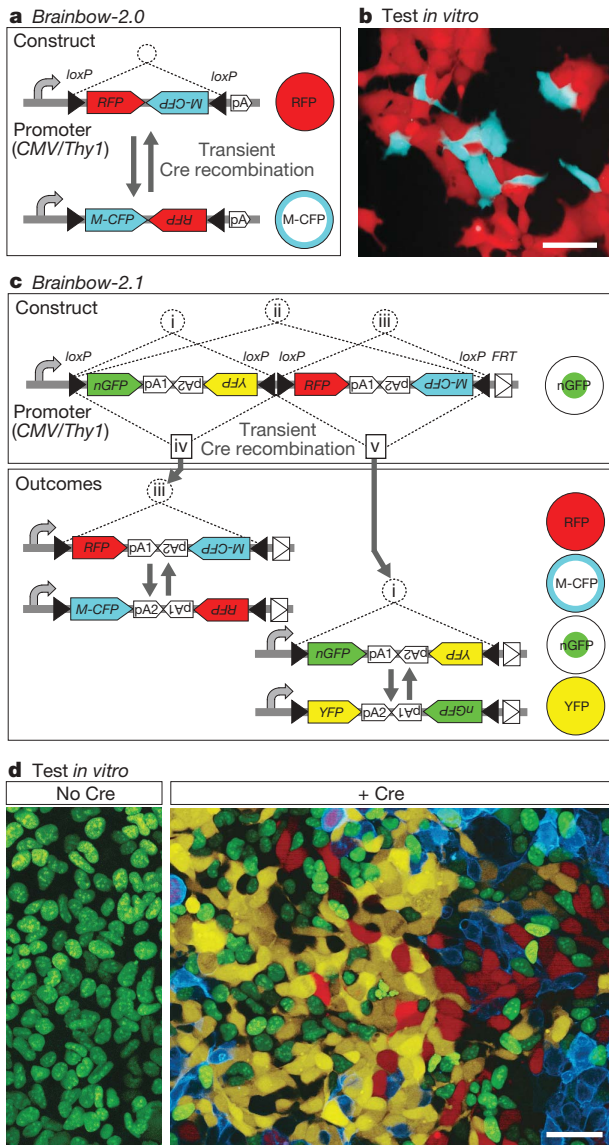 a Brainbow-2.0
Construct
loxP loxP
RFP M-CFP pA RFP
Promoter
(CMV/Thy1)
Transient
Cre recombination
M-CFP RFP pA M-CFP
b Test in vitro
c Brainbow-2.1
Construct
i ii iii
loxP loxP loxP loxP FRT
nGFP pA1 pA2 YFP RFP pA1 pA2 M-CFP nGFP
Promoter
(CMV/Thy1)
iv Transient
Cre recombination v
Outcomes
iii
RFP pA1 pA2 M-CFP RFP
M-CFP pA2 pA1 RFP M-CFP
i
nGFP pA1 pA2 YFP nGFP
YFP pA2 pA1 nGFP YFP
d Test in vitro
No Cre + Cre